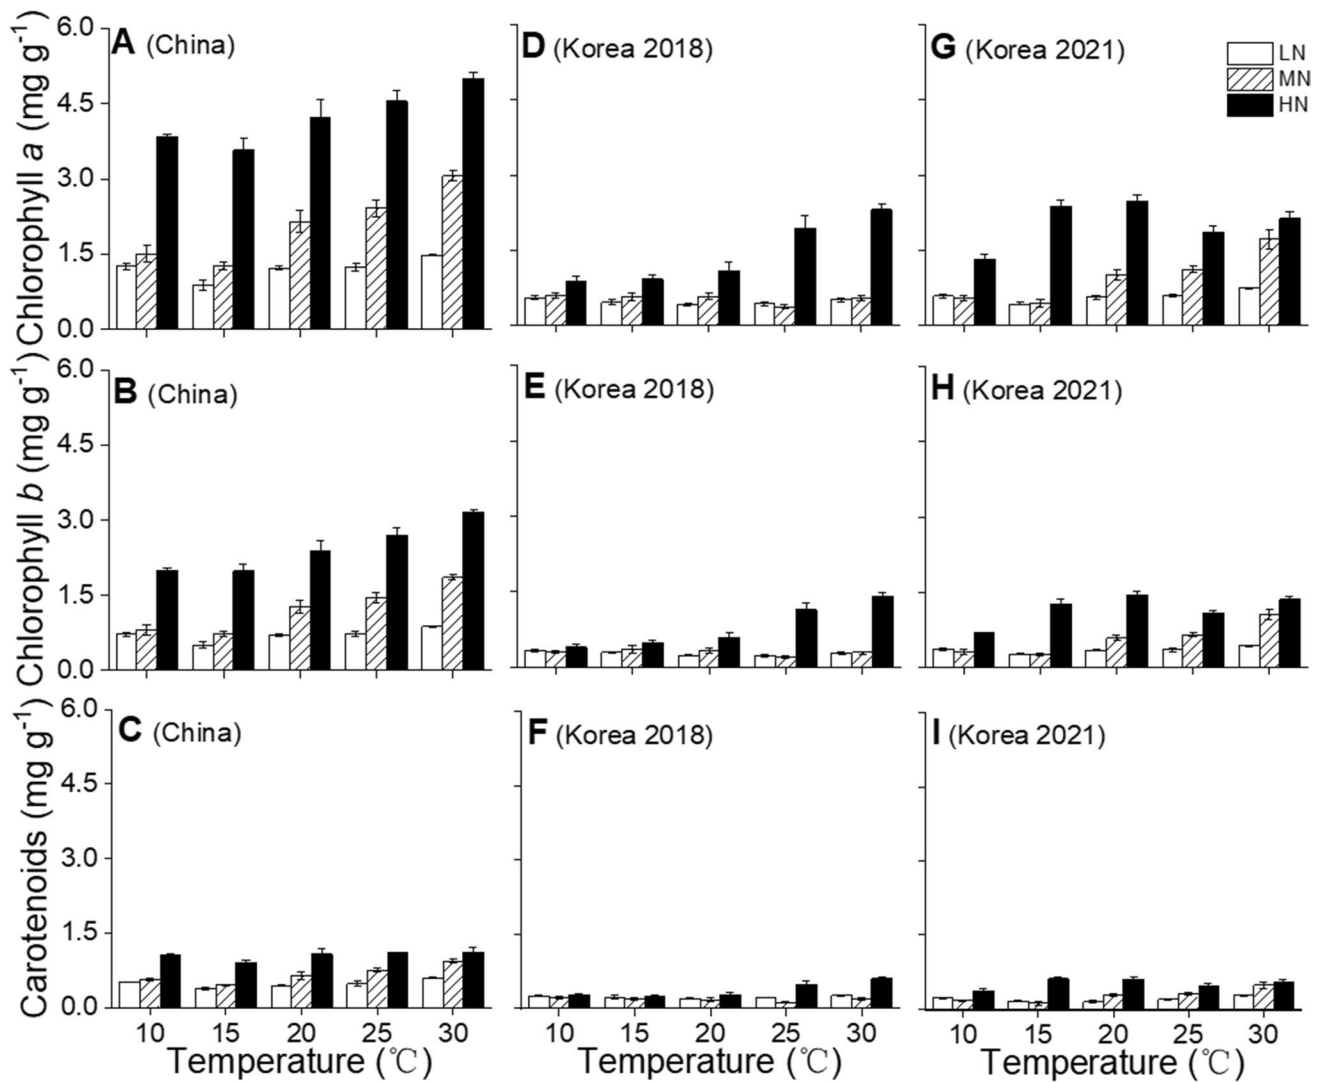 A (China)
D (Korea 2018)
G (Korea 2021)
LN
MN
HN
Chlorophyll a (mg g-1)
6.0
4.5
3.0
1.5
0.0
B (China)
E (Korea 2018)
H (Korea 2021)
Chlorophyll b (mg g-1)
6.0
4.5
3.0
1.5
0.0
C (China)
F (Korea 2018)
I (Korea 2021)
Carotenoids (mg g-1)
6.0
4.5
3.0
1.5
0.0
10 15 20 25 30
10 15 20 25 30
10 15 20 25 30
Temperature (℃)
Temperature (℃)
Temperature (℃)